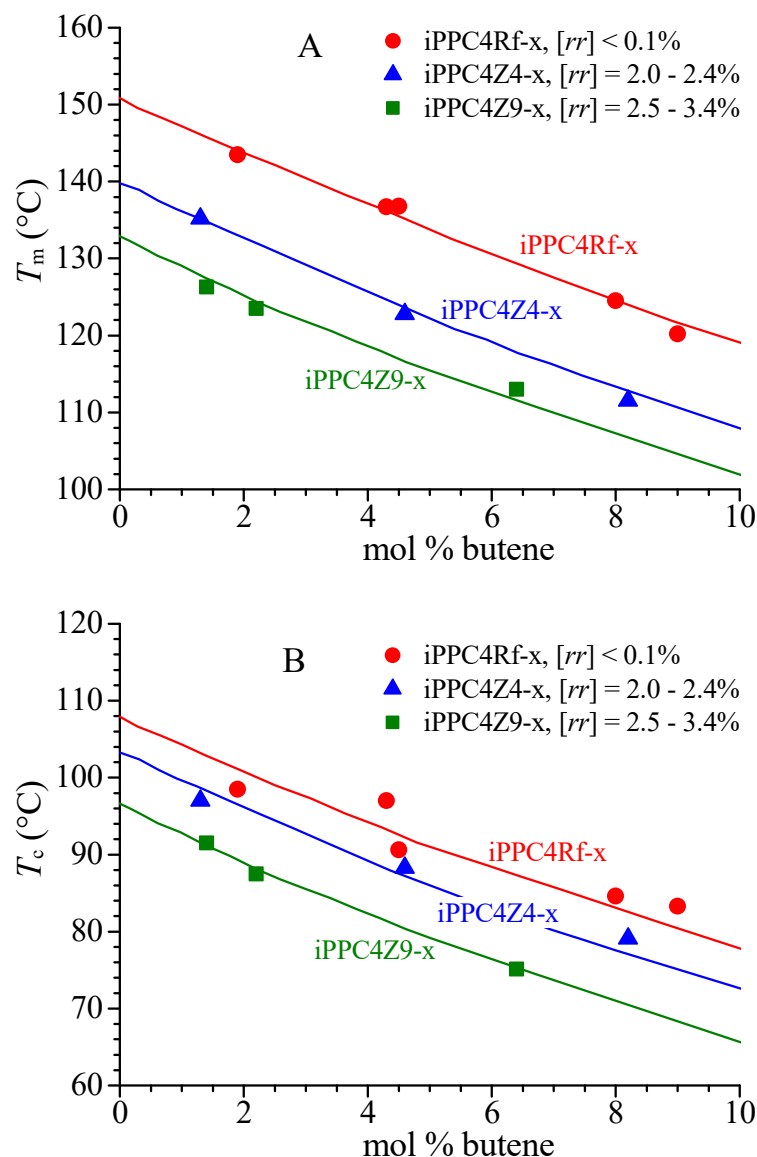 A
iPPC4Rf-x, [rr] < 0.1%
iPPC4Z4-x, [rr] = 2.0 - 2.4%
iPPC4Z9-x, [rr] = 2.5 - 3.4%
160
150
140
130
120
110
100
Tm (°C)
iPPC4Rf-x
iPPC4Z4-x
iPPC4Z9-x
0 2 4 6 8 10
mol % butene
B
iPPC4Rf-x, [rr] < 0.1%
iPPC4Z4-x, [rr] = 2.0 - 2.4%
iPPC4Z9-x, [rr] = 2.5 - 3.4%
120
110
100
90
80
70
60
Tc (°C)
iPPC4Rf-x
iPPC4Z4-x
iPPC4Z9-x
0 2 4 6 8 10
mol % butene